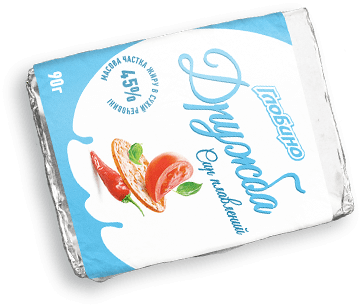 Глобино
Дружба
Сир плавлений
МАСОВА ЧАСТКА ЖИРУ В СУХІЙ РЕЧОВИНІ
45%
90г